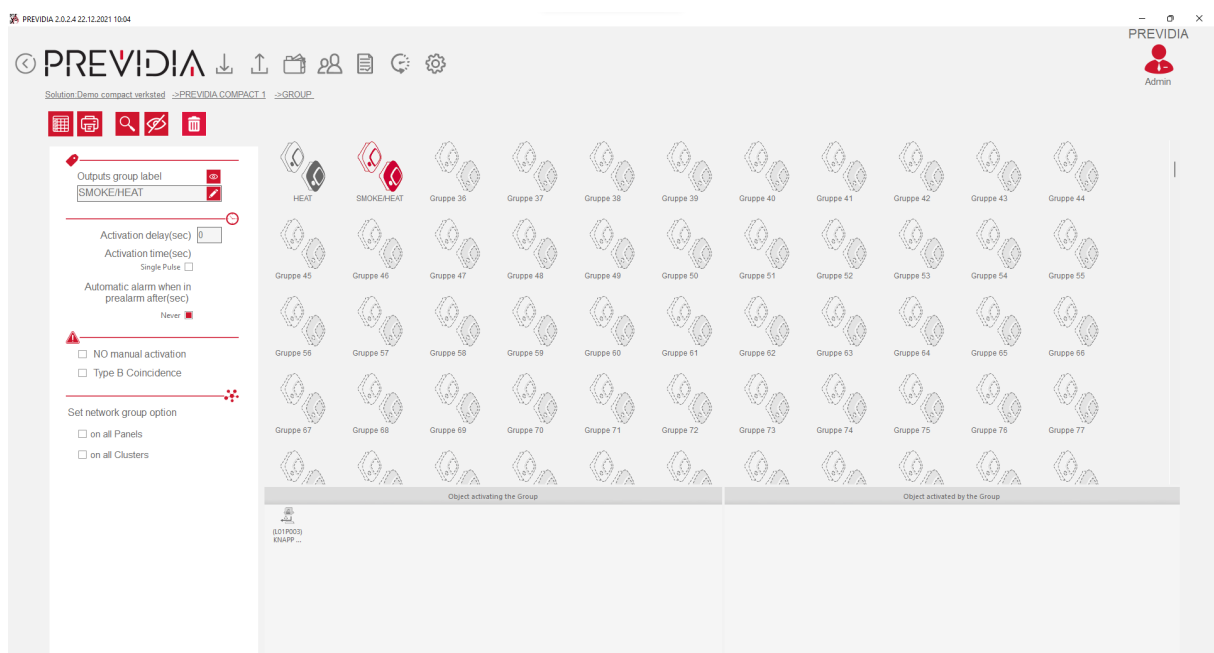 PREVIDIA 2.0.2.4 22.12.2021 10:04
PREVIDIA
PREVIDIA
Admin
Solution:Demo compact verksted ->PREVIDIA COMPACT 1 ->GROUP
Outputs group label
SMOKE/HEAT
Activation delay(sec) 0
Activation time(sec)
Single Pulse
Automatic alarm when in
prealarm after(sec)
Never
NO manual activation
Type B Coincidence
Set network group option
on all Panels
on all Clusters
HEAT SMOKE/HEAT Gruppe 36 Gruppe 37 Gruppe 38 Gruppe 39 Gruppe 40 Gruppe 41 Gruppe 42 Gruppe 43 Gruppe 44
Gruppe 45 Gruppe 46 Gruppe 47 Gruppe 48 Gruppe 49 Gruppe 50 Gruppe 51 Gruppe 52 Gruppe 53 Gruppe 54 Gruppe 55
Gruppe 56 Gruppe 57 Gruppe 58 Gruppe 59 Gruppe 60 Gruppe 61 Gruppe 62 Gruppe 63 Gruppe 64 Gruppe 65 Gruppe 66
Gruppe 67 Gruppe 68 Gruppe 69 Gruppe 70 Gruppe 71 Gruppe 72 Gruppe 73 Gruppe 74 Gruppe 75 Gruppe 76 Gruppe 77
Object activating the Group Object activated by the Group
(L01P003)
KNAPP ...